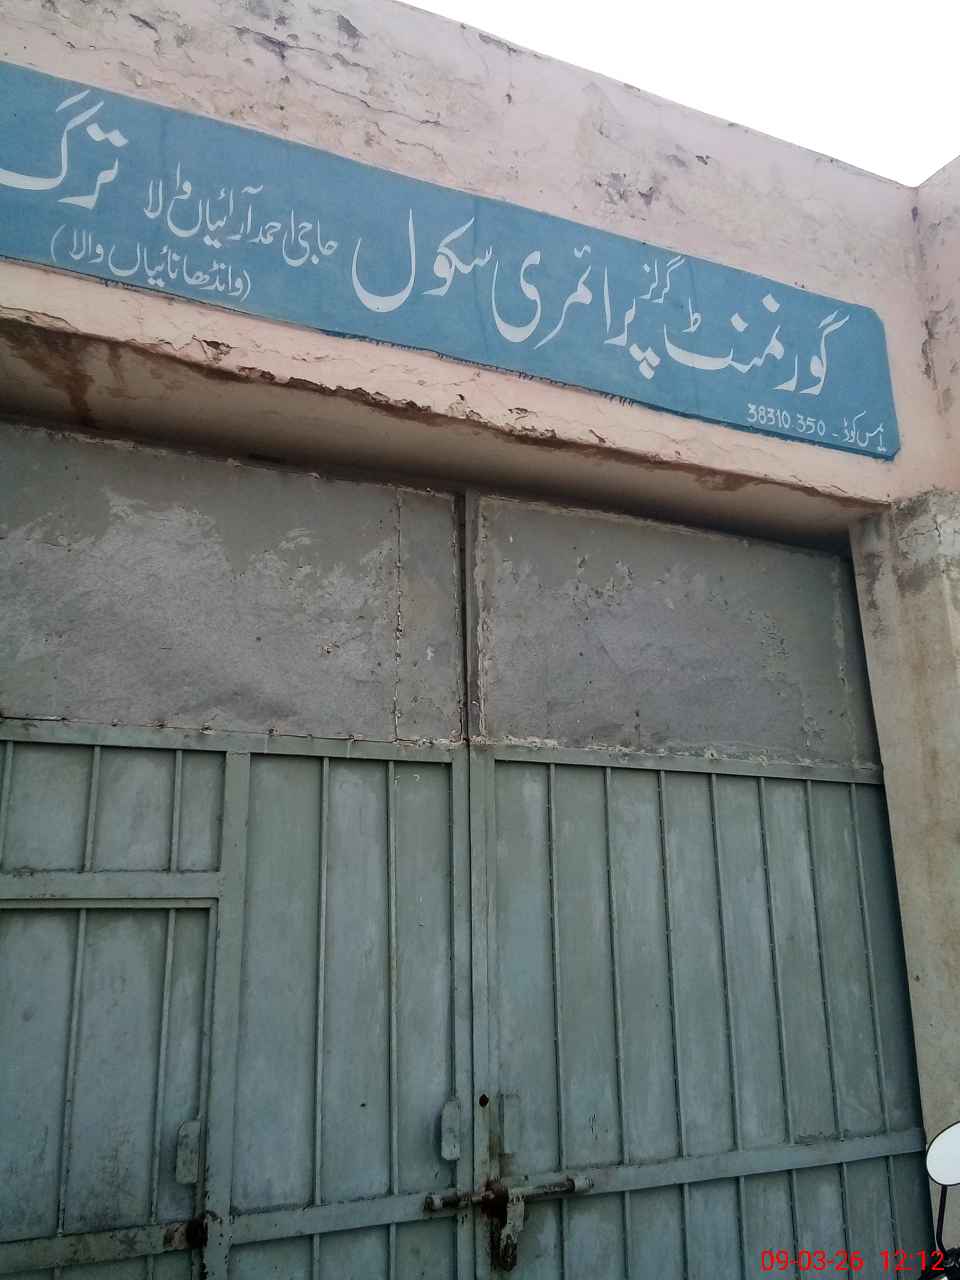 گورنمنٹ گرلز پرائمری سکول حاجی احمد آرائیاں والا ترگ
(وانڈھا نائیاں والا)
ایمس کوڈ - 38310350
09-03-26 12:12